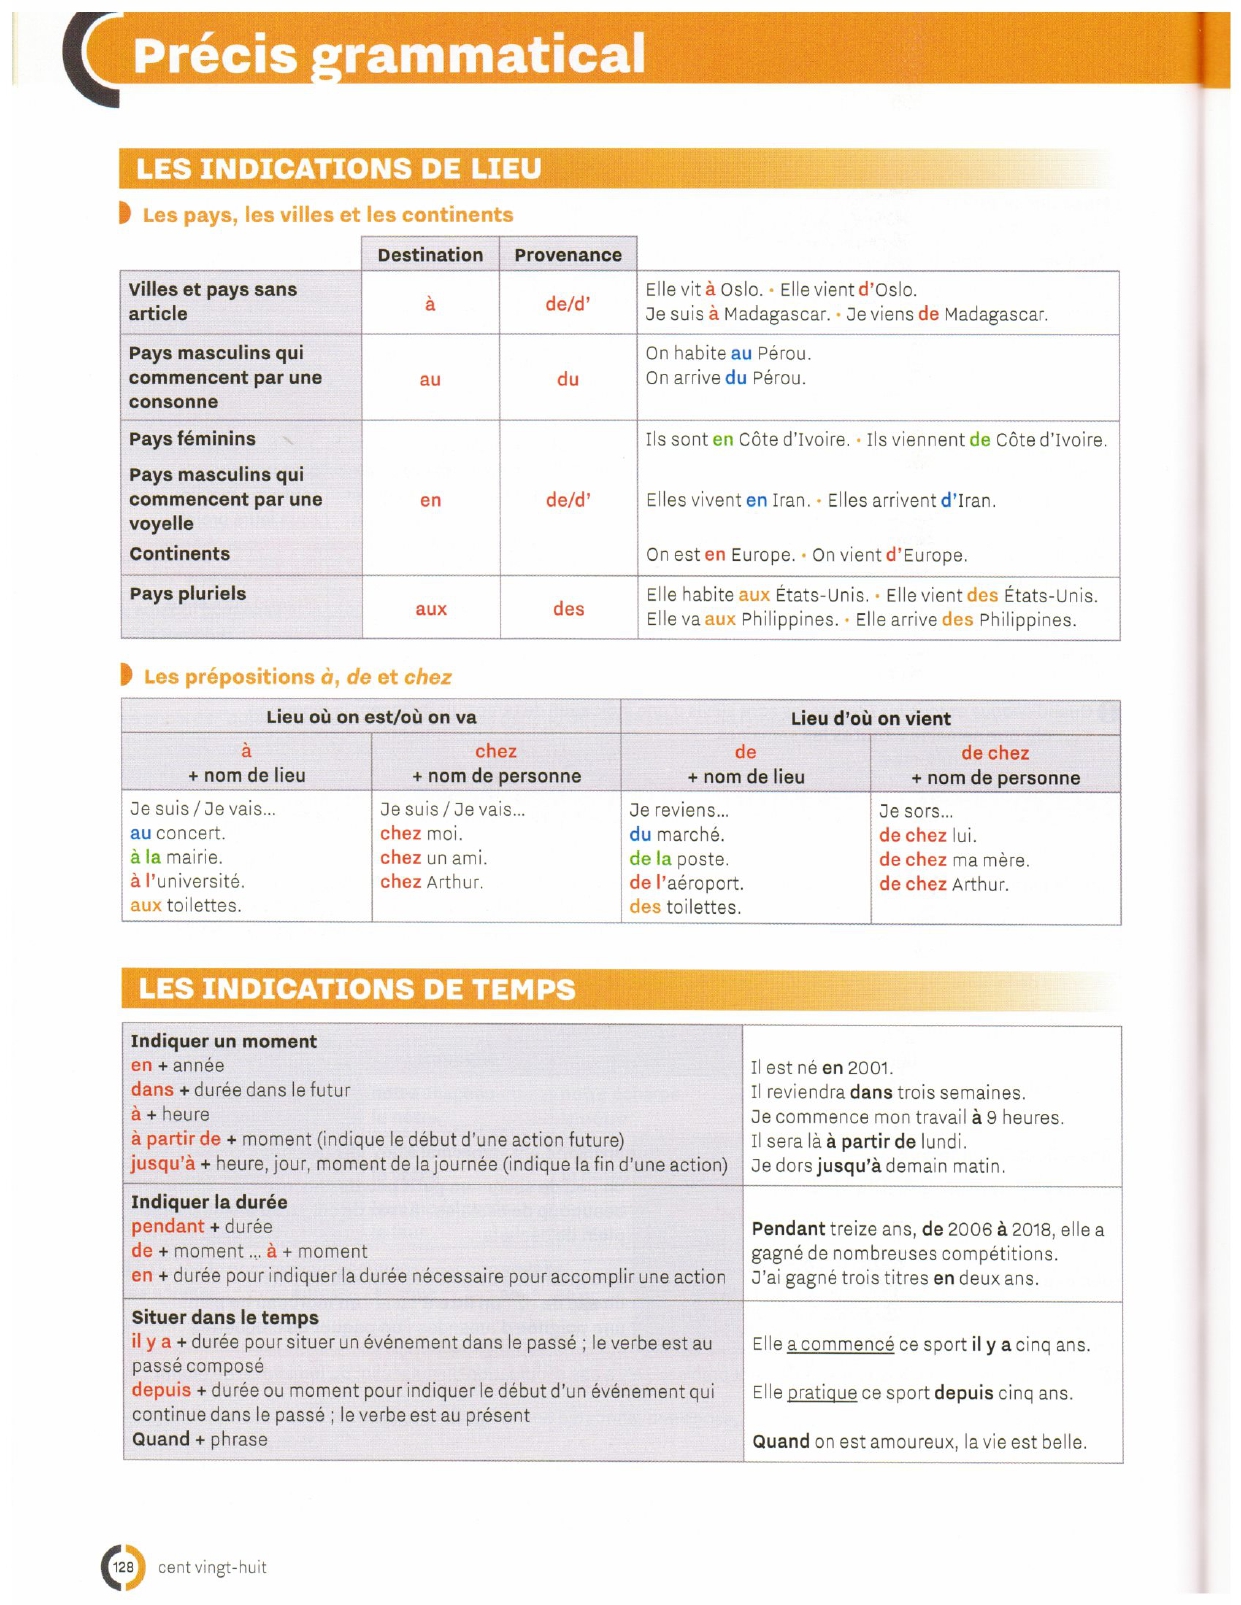 Précis grammatical
LES INDICATIONS DE LIEU
Les pays, les villes et les continents
Destination
Provenance
Villes et pays sans
article
à
de/d'
Elle vit à Oslo. • Elle vient d'Oslo.
Je suis à Madagascar. • Je viens de Madagascar.
Pays masculins qui
commencent par une
consonne
au
du
On habite au Pérou.
On arrive du Pérou.
Pays féminins
Pays masculins qui
commencent par une
voyelle
Continents
en
de/d'
Ils sont en Côte d'Ivoire. • Ils viennent de Côte d'Ivoire.
Elles vivent en Iran. • Elles arrivent d'Iran.
On est en Europe. • On vient d'Europe.
Pays pluriels
aux
des
Elle habite aux États-Unis. • Elle vient des États-Unis.
Elle va aux Philippines. • Elle arrive des Philippines.
Les prépositions à, de et chez
Lieu où on est/où on va
Lieu d'où on vient
à
+ nom de lieu
chez
+ nom de personne
de
+ nom de lieu
de chez
+ nom de personne
Je suis / Je vais...
au concert.
à la mairie.
à l'université.
aux toilettes.
Je suis / Je vais...
chez moi.
chez un ami.
chez Arthur.
Je reviens...
du marché.
de la poste.
de l'aéroport.
des toilettes.
Je sors...
de chez lui.
de chez ma mère.
de chez Arthur.
LES INDICATIONS DE TEMPS
Indiquer un moment
en + année
dans + durée dans le futur
à + heure
à partir de + moment (indique le début d'une action future)
jusqu'à + heure, jour, moment de la journée (indique la fin d'une action)
Il est né en 2001.
Il reviendra dans trois semaines.
Je commence mon travail à 9 heures.
Il sera là à partir de lundi.
Je dors jusqu'à demain matin.
Indiquer la durée
pendant + durée
de + moment ... à + moment
en + durée pour indiquer la durée nécessaire pour accomplir une action
Pendant treize ans, de 2006 à 2018, elle a
gagné de nombreuses compétitions.
J'ai gagné trois titres en deux ans.
Situer dans le temps
il y a + durée pour situer un événement dans le passé ; le verbe est au
passé composé
depuis + durée ou moment pour indiquer le début d'un événement qui
continue dans le passé ; le verbe est au présent
Quand + phrase
Elle a commencé ce sport il y a cinq ans.
Elle pratique ce sport depuis cinq ans.
Quand on est amoureux, la vie est belle.
128 cent vingt-huit